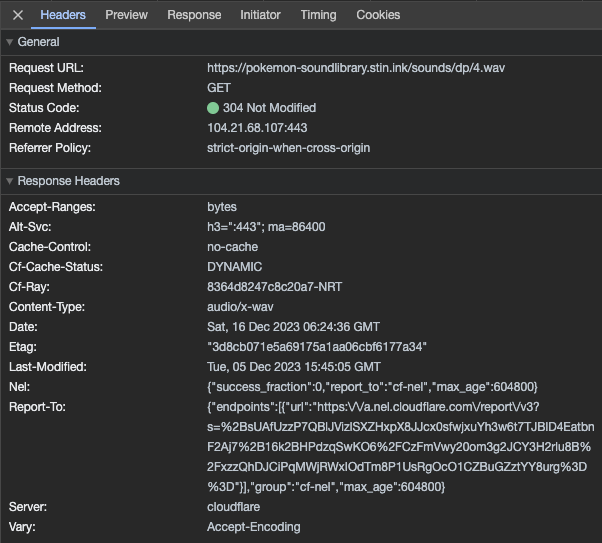 Headers Preview Response Initiator Timing Cookies
General
Request URL: https://pokemon-soundlibrary.stin.ink/sounds/dp/4.wav
Request Method: GET
Status Code: 304 Not Modified
Remote Address: 104.21.68.107:443
Referrer Policy: strict-origin-when-cross-origin
Response Headers
Accept-Ranges: bytes
Alt-Svc: h3=":443"; ma=86400
Cache-Control: no-cache
Cf-Cache-Status: DYNAMIC
Cf-Ray: 8364d8247c8c20a7-NRT
Content-Type: audio/x-wav
Date: Sat, 16 Dec 2023 06:24:36 GMT
Etag: "3d8cb071e5a69175a1aa06cbf6177a34"
Last-Modified: Tue, 05 Dec 2023 15:45:05 GMT
Nel: {"success_fraction":0,"report_to":"cf-nel","max_age":604800}
Report-To: {"endpoints":[{"url":"https:\/\/a.nel.cloudflare.com\/report\/v3?
s=%2BsUAfUzzP7QBlJVizlSXZHxpX8JJcx0sfwjxuYh3w6t7TJBlD4Eatbn
F2Aj7%2B16k2BHPdzqSwKO6%2FCzFmVwy20om3g2JCY3H2rlu8B%
2FxzzQhDJCiPqMWjRWxIOdTm8P1UsRgOcO1CZBuGZztYY8urg%3D
%3D"}],"group":"cf-nel","max_age":604800}
Server: cloudflare
Vary: Accept-Encoding